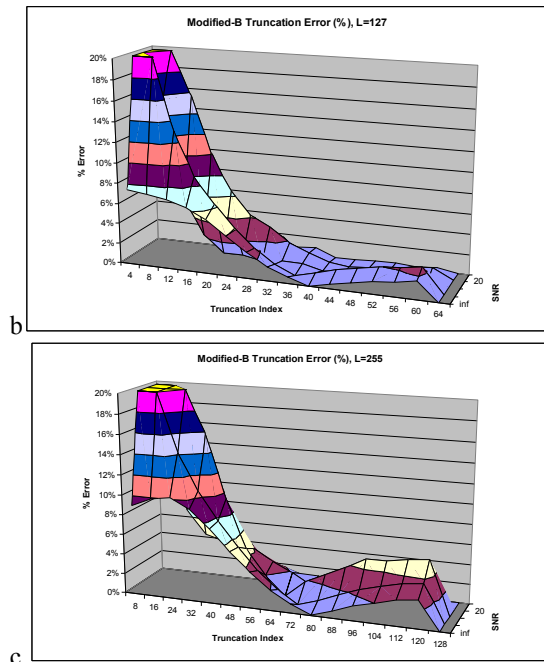 Modified-B Truncation Error (%), L=127
20%
18%
16%
14%
12%
10%
8%
6%
4%
2%
0%
% Error
4 8 12 16 20 24 28 32 36 40 44 48 52 56 60 64
Truncation Index
inf 20
SNR
b
Modified-B Truncation Error (%), L=255
20%
18%
16%
14%
12%
10%
8%
6%
4%
2%
0%
% Error
8 16 24 32 40 48 56 64 72 80 88 96 104 112 120 128
Truncation Index
inf 20
SNR
c